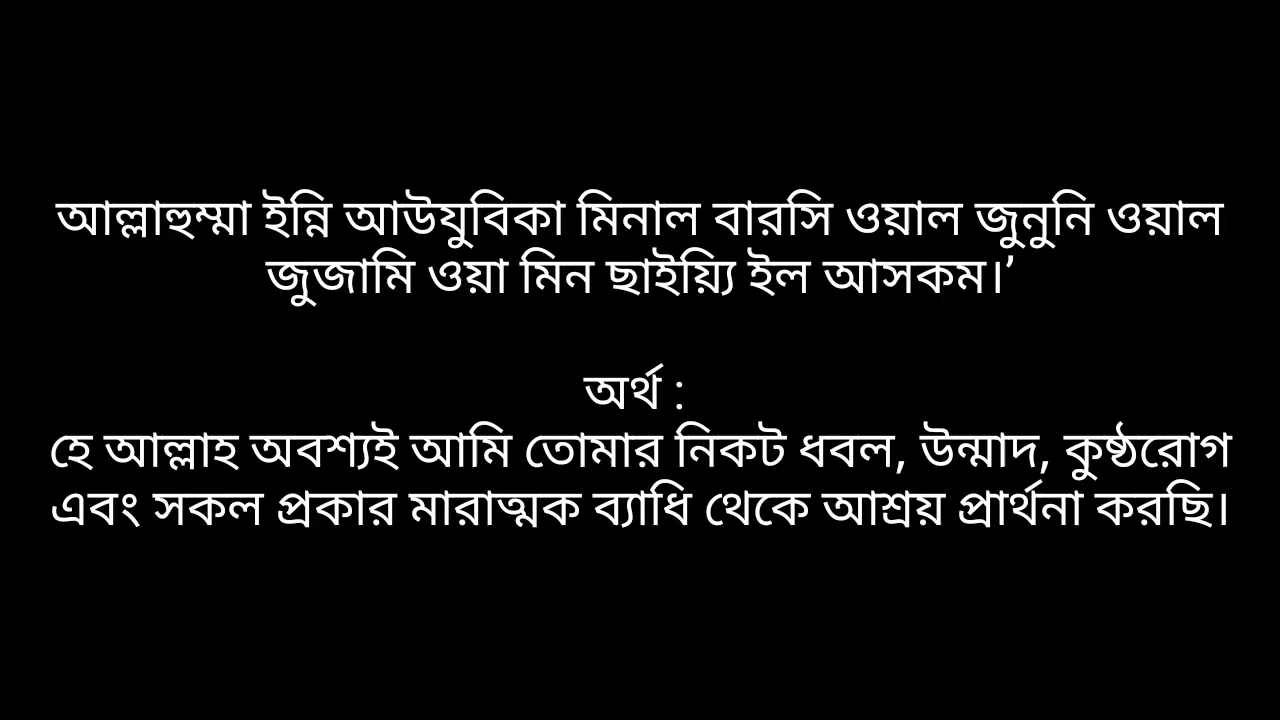 আল্লাহুম্মা ইন্নি আউযুবিকা মিনাল বারসি ওয়াল জুনুনি ওয়াল
জুজামি ওয়া মিন ছাইয়্যি ইল আসকম।’
অর্থ :
হে আল্লাহ অবশ্যই আমি তোমার নিকট ধবল, উন্মাদ, কুষ্ঠরোগ
এবং সকল প্রকার মারাত্মক ব্যাধি থেকে আশ্রয় প্রার্থনা করছি।